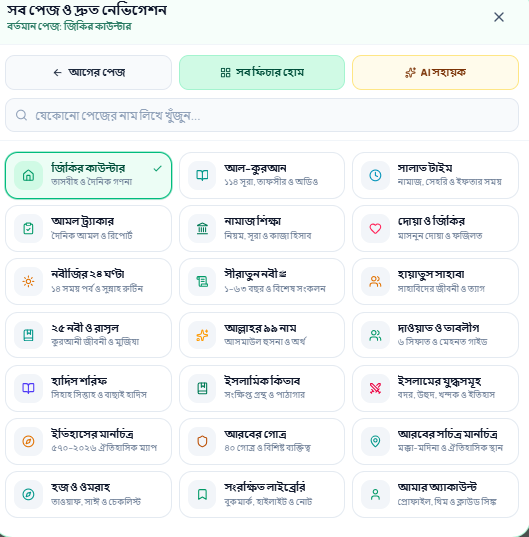 সব পেজ ও দ্রুত নেভিগেশন
বর্তমান পেজ: জিকির কাউন্টার
আগের পেজ
সব ফিচার হোম
AI সহায়ক
যেকোনো পেজের নাম লিখে খুঁজুন...
জিকির কাউন্টার
তাসবীহ ও দৈনিক গণনা
আল-কুরআন
১১৪ সূরা, তাফসীর ও অডিও
সালাত টাইম
নামাজ, সেহরি ও ইফতার সময়
আমল ট্র্যাকার
দৈনিক আমল ও রিপোর্ট
নামাজ শিক্ষা
নিয়ম, সূরা ও কাজা হিসাব
দোয়া ও জিকির
মাসনুন দোয়া ও ফজিলত
নবীজির ২৪ ঘণ্টা
১৪ সময় পর্ব ও সুন্নাহ রুটিন
সীরাতুন নবী ﷺ
১-৬৩ বছর ও বিশেষ সংকলন
হায়াতুস সাহাবা
সাহাবিদের জীবনী ও ত্যাগ
২৫ নবী ও রাসূল
কুরআনী জীবনী ও মুজিযা
আল্লাহর ৯৯ নাম
আসমাউল হুসনা ও অর্থ
দাওয়াত ও তাবলীগ
৬ সিফাত ও মেহনত গাইড
হাদিস শরিফ
সিহাহ সিত্তাহ ও বাছাই হাদিস
ইসলামিক কিতাব
সংক্ষিপ্ত গ্রন্থ ও পাঠাগার
ইসলামের যুদ্ধসমূহ
বদর, উহুদ, খন্দক ও ইতিহাস
ইতিহাসের মানচিত্র
৫৭০-২০২৬ ঐতিহাসিক ম্যাপ
আরবের গোত্র
৪০ গোত্র ও বিশিষ্ট ব্যক্তিত্ব
আরবের সচিত্র মানচিত্র
মক্কা-মদিনা ও ঐতিহাসিক স্থান
হজ ও ওমরাহ
তাওয়াফ, সাঈ ও চেকলিস্ট
সংরক্ষিত লাইব্রেরি
বুকমার্ক, হাইলাইট ও নোট
আমার অ্যাকাউন্ট
প্রোফাইল, থিম ও ক্লাউড সিঙ্ক